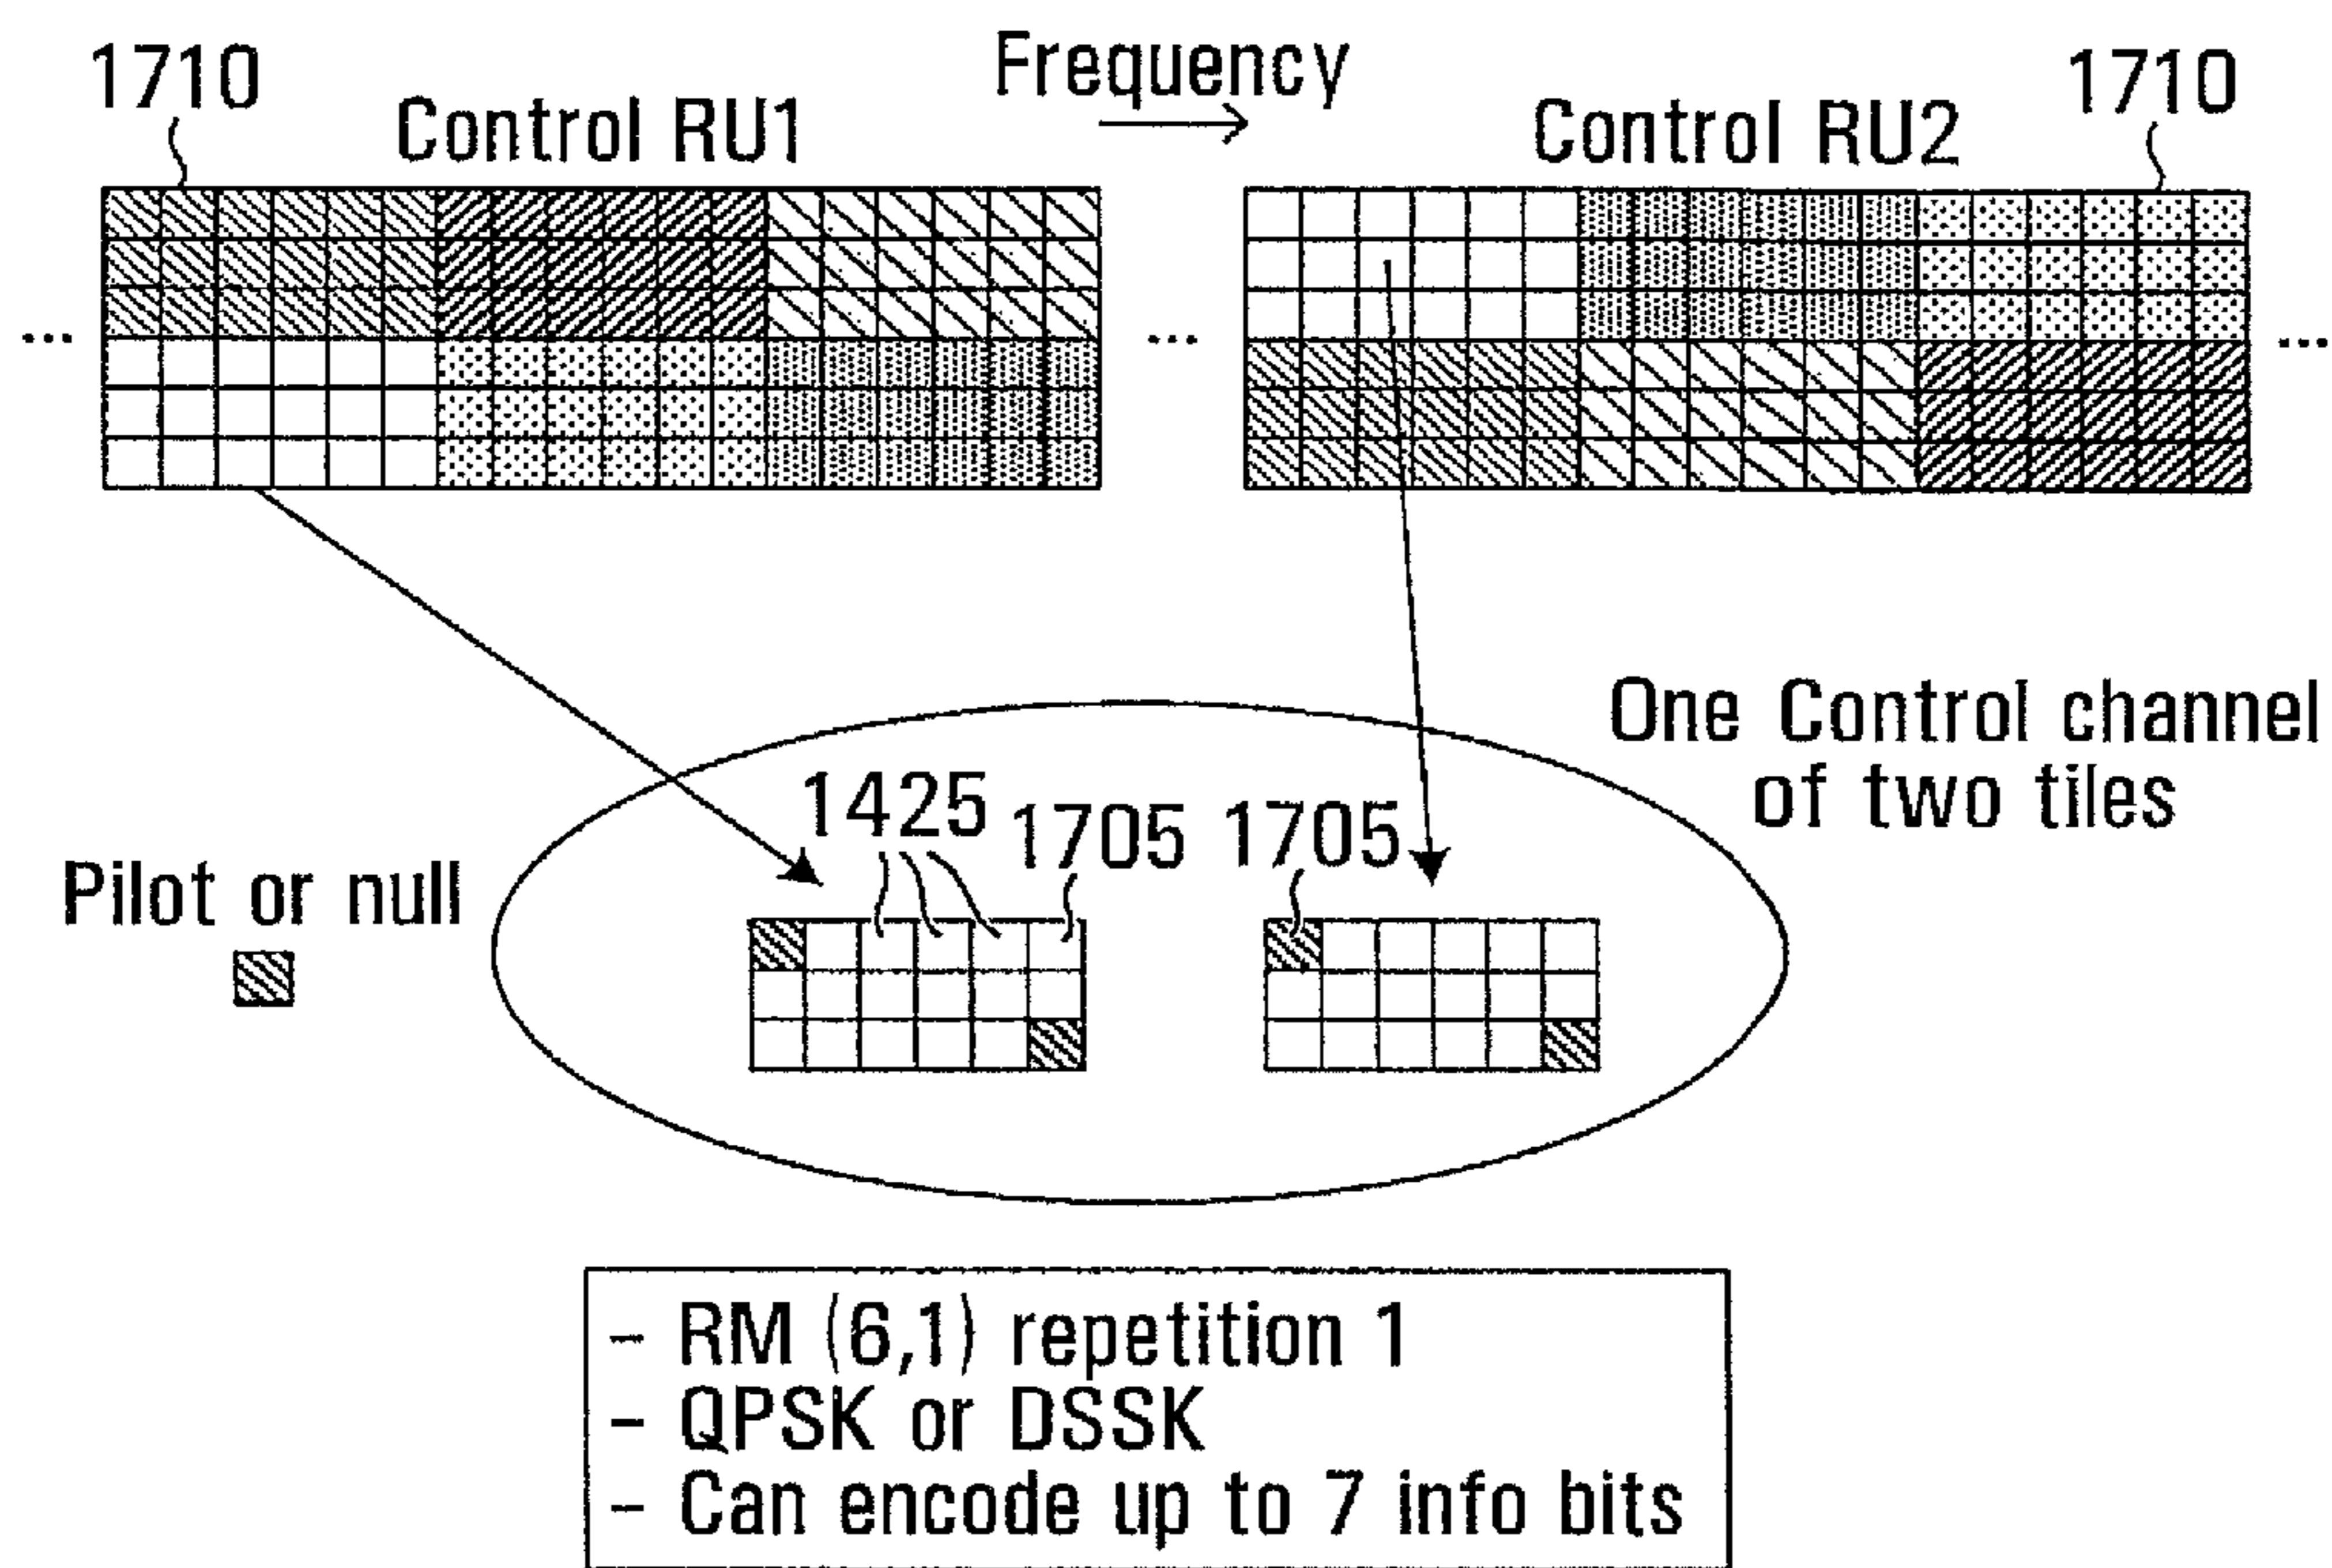 Frequency
1710
Control RU1
Control RU2
1710
...
...
...
One Control channel
of two tiles
1425
1705
1705
Pilot or null
- RM (6,1) repetition 1
- QPSK or DSSK
- Can encode up to 7 info bits